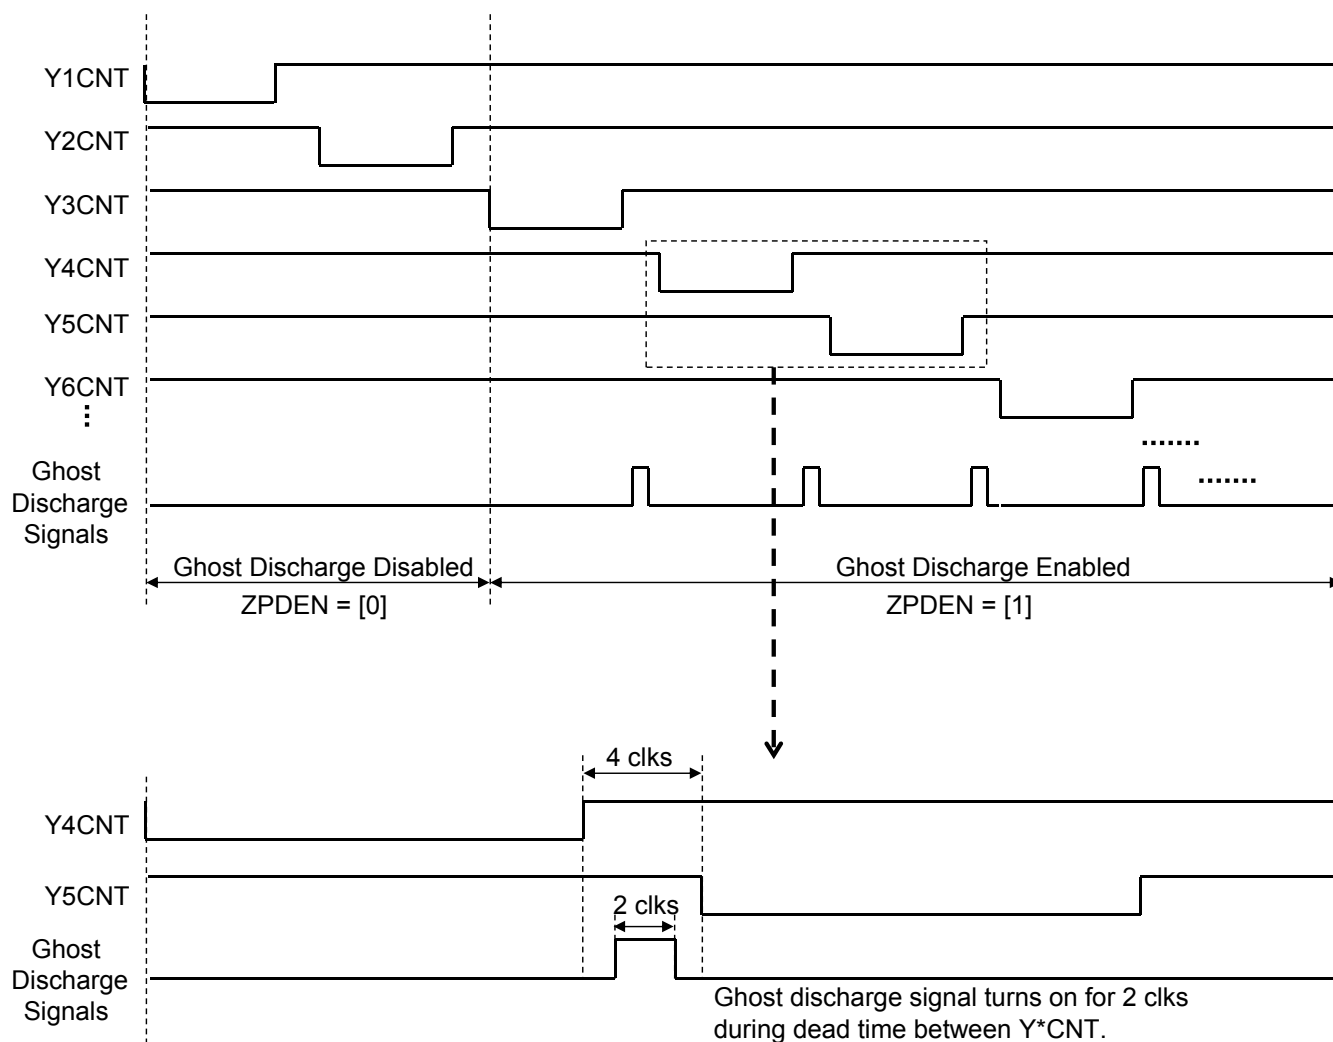 Y1CNT
Y2CNT
Y3CNT
Y4CNT
Y5CNT
Y6CNT
Ghost
Discharge
Signals
Ghost Discharge Disabled
ZPDEN = [0]
Ghost Discharge Enabled
ZPDEN = [1]
4 clks
Y4CNT
Y5CNT
2 clks
Ghost
Discharge
Signals
Ghost discharge signal turns on for 2 clks
during dead time between Y*CNT.